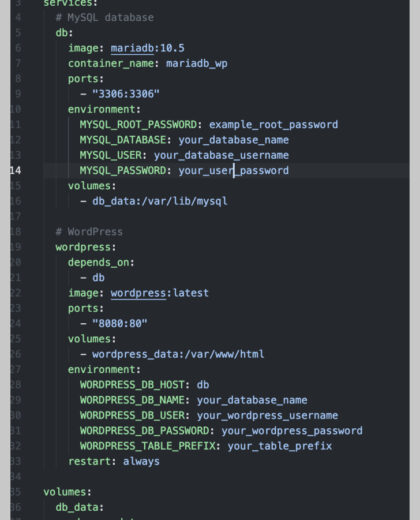 3 services:
4 # MySQL database
5 db:
6 image: mariadb:10.5
7 container_name: mariadb_wp
8 ports:
9 - "3306:3306"
10 environment:
11 MYSQL_ROOT_PASSWORD: example_root_password
12 MYSQL_DATABASE: your_database_name
13 MYSQL_USER: your_database_username
14 MYSQL_PASSWORD: your_user_password
15 volumes:
16 - db_data:/var/lib/mysql
17
18 # WordPress
19 wordpress:
20 depends_on:
21 - db
22 image: wordpress:latest
23 ports:
24 - "8080:80"
25 volumes:
26 - wordpress_data:/var/www/html
27 environment:
28 WORDPRESS_DB_HOST: db
29 WORDPRESS_DB_NAME: your_database_name
30 WORDPRESS_DB_USER: your_wordpress_username
31 WORDPRESS_DB_PASSWORD: your_wordpress_password
32 WORDPRESS_TABLE_PREFIX: your_table_prefix
33 restart: always
34
35 volumes:
36 db_data: